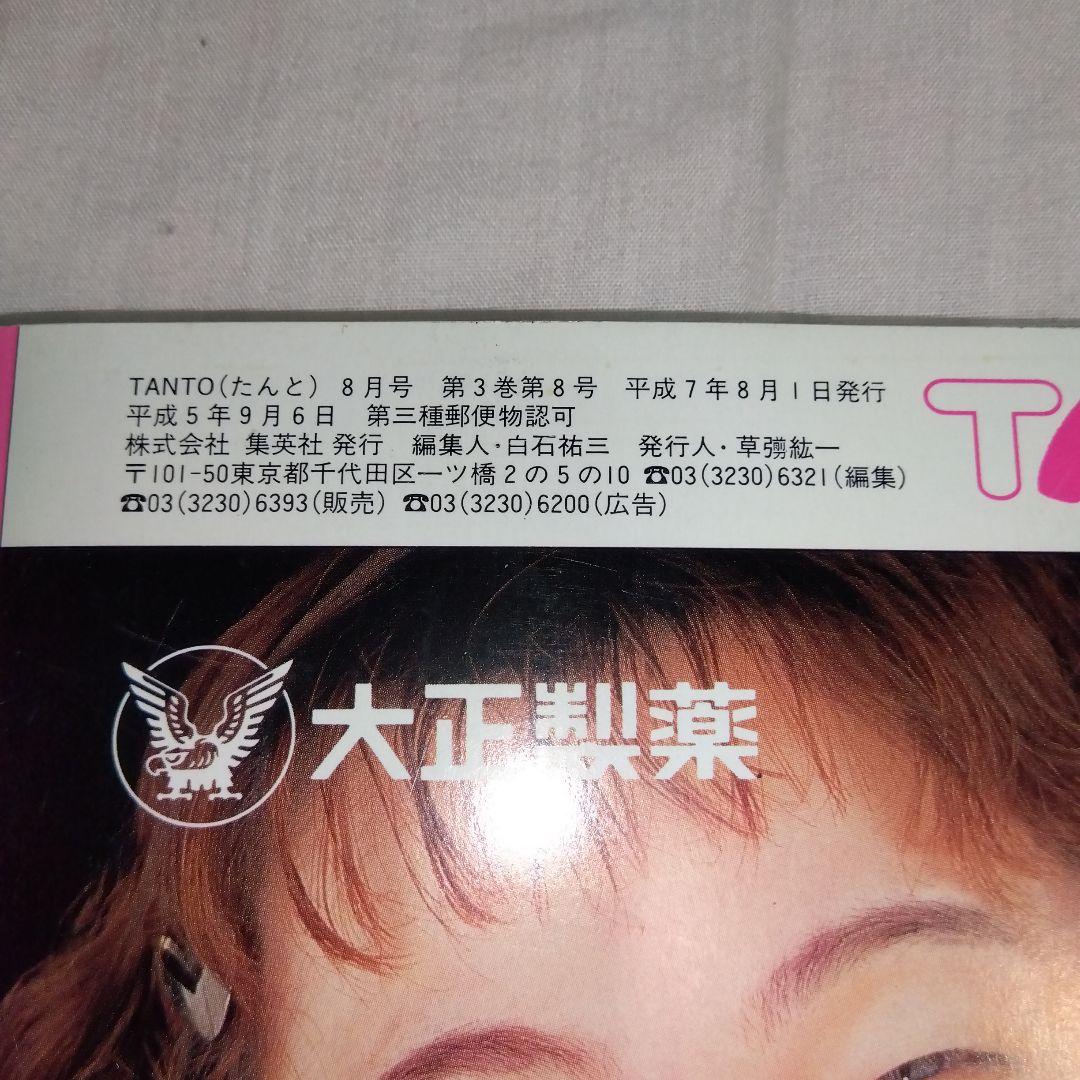 TANTO(たんと) 8月号 第3巻第8号 平成7年8月1日発行
平成5年9月6日 第三種郵便物認可
株式会社 集英社 発行 編集人・白石祐三 発行人・草彅紘一
〒101-50東京都千代田区一ツ橋2の5の10 ☎03(3230)6321(編集)
☎03(3230)6393(販売) ☎03(3230)6200(広告)
大正製薬